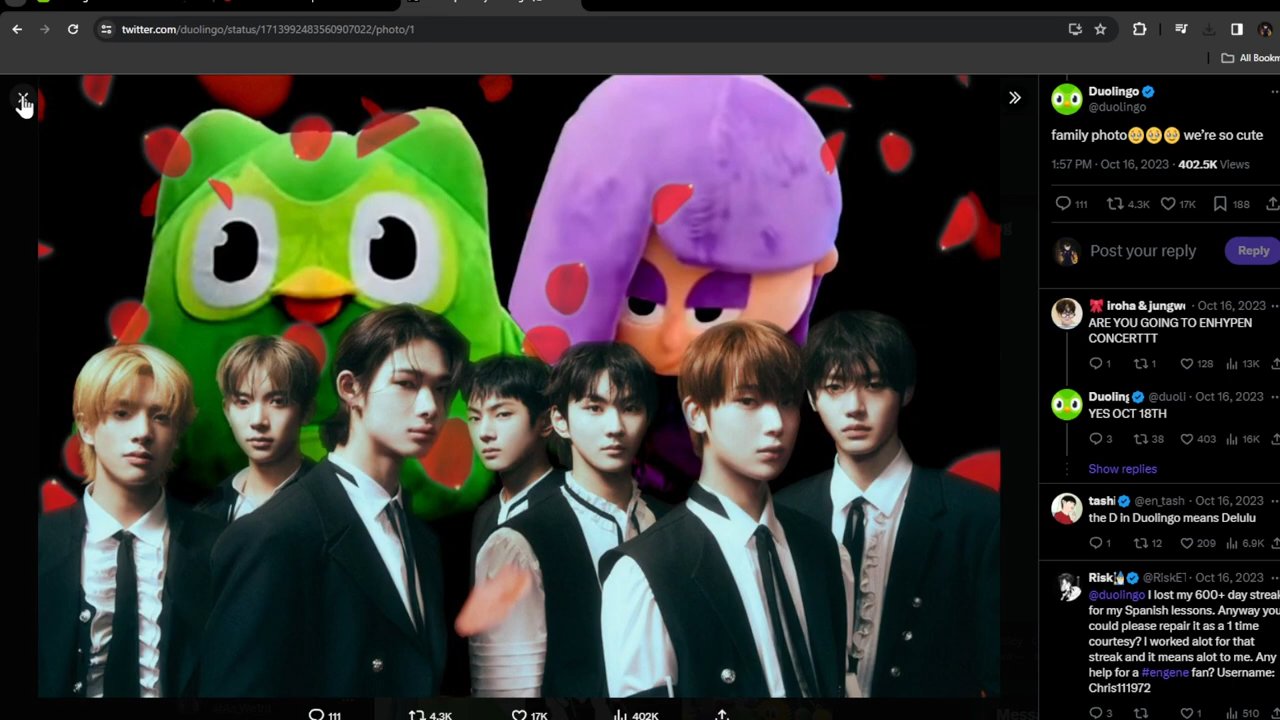 twitter.com/duolingo/status/1713992483560907022/photo/1
All Bookm
Duolingo
@duolingo
family photo🥹🥹🥹 we're so cute
1:57 PM · Oct 16, 2023 · 402.5K Views
111 4.3K 17K 188
Post your reply Reply
🎀 iroha & jungw · Oct 16, 2023
ARE YOU GOING TO ENHYPEN
CONCERTTT
1 1 128 13K
Duoling @duoli · Oct 16, 2023
YES OCT 18TH
3 38 403 16K
Show replies
tash @en_tash · Oct 16, 2023
the D in Duolingo means Delulu
1 12 209 6.9K
Risk @RiskE1 · Oct 16, 2023
@duolingo I lost my 600+ day streak
for my Spanish lessons. Anyway you
could please repair it as a 1 time
courtesy? I worked alot for that
streak and it means alot to me. Any
help for a #engene fan? Username:
Chris111972
3 1 510
111 4.3K 17K 402K